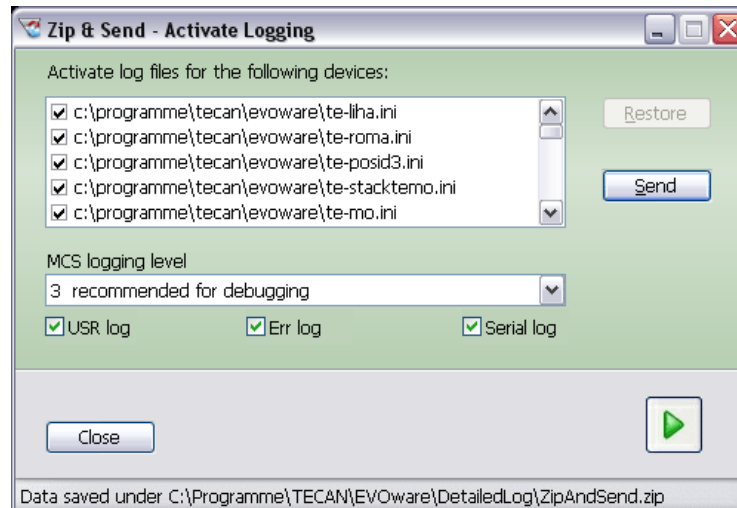 Zip & Send - Activate Logging
Activate log files for the following devices:
c:\programme\tecan\evoware\te-liha.ini
c:\programme\tecan\evoware\te-roma.ini
c:\programme\tecan\evoware\te-posid3.ini
c:\programme\tecan\evoware\te-stacktemo.ini
c:\programme\tecan\evoware\te-mo.ini
Restore
Send
MCS logging level
3 recommended for debugging
USR log Err log Serial log
Close
Data saved under C:\Programme\TECAN\EVOware\DetailedLog\ZipAndSend.zip